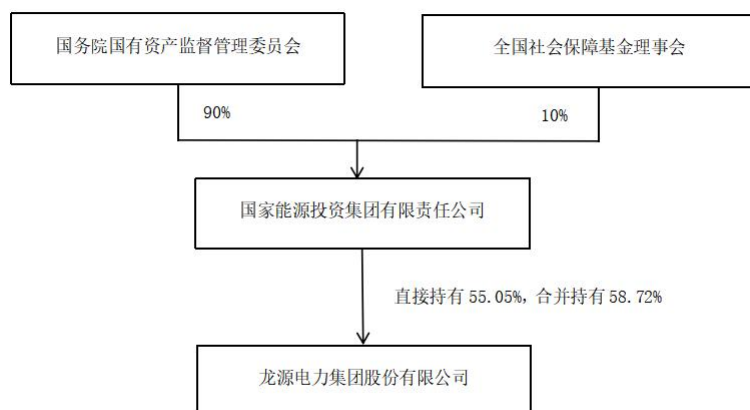 国务院国有资产监督管理委员会
全国社会保障基金理事会
90%
10%
国家能源投资集团有限责任公司
直接持有 55.05%，合并持有 58.72%
龙源电力集团股份有限公司